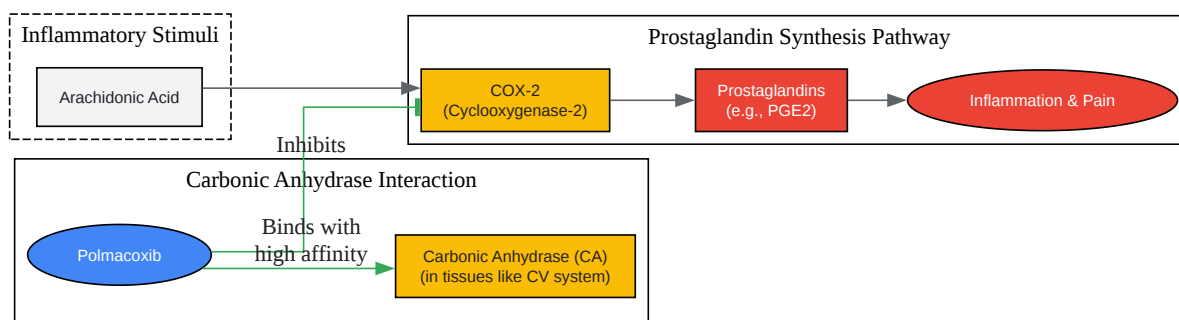 Inflammatory Stimuli
Prostaglandin Synthesis Pathway
Arachidonic Acid
COX-2
(Cyclooxygenase-2)
Prostaglandins
(e.g., PGE2)
Inflammation & Pain
Inhibits
Carbonic Anhydrase Interaction
Polmacoxib
Binds with
high affinity
Carbonic Anhydrase (CA)
(in tissues like CV system)